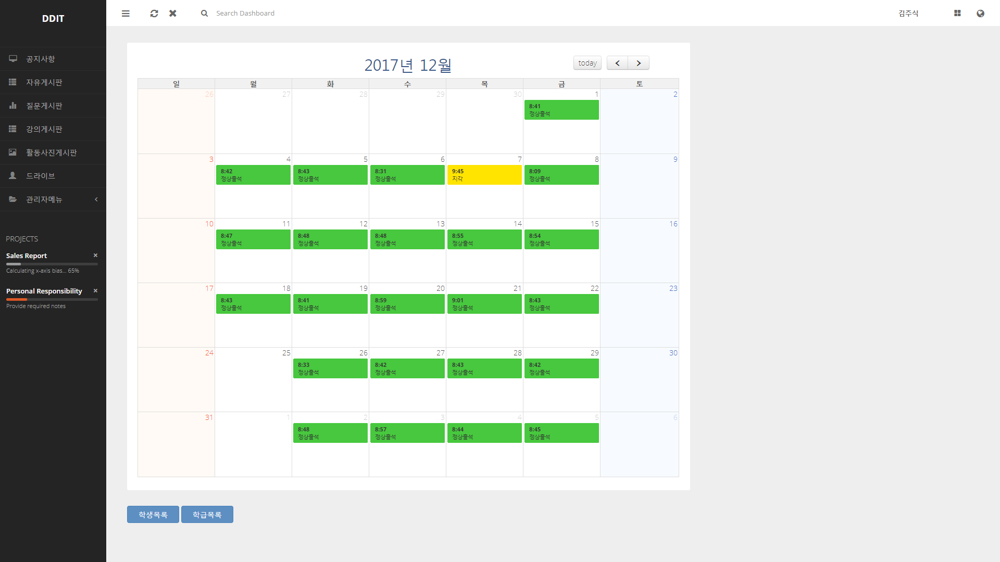 DDIT
Search Dashboard
김주식
공지사항
자유게시판
질문게시판
강의게시판
활동사진게시판
드라이브
관리자메뉴
PROJECTS
Sales Report
Calculating x-axis bias... 65%
Personal Responsibility
Provide required notes
2017년 12월
today
일 월 화 수 목 금 토
26 27 28 29 30 1 2
8:41
정상출석
3 4 5 6 7 8 9
8:42 8:43 8:31 9:45 8:09
정상출석 정상출석 정상출석 지각 정상출석
10 11 12 13 14 15 16
8:47 8:48 8:48 8:55 8:54
정상출석 정상출석 정상출석 정상출석 정상출석
17 18 19 20 21 22 23
8:43 8:41 8:59 9:01 8:43
정상출석 정상출석 정상출석 정상출석 정상출석
24 25 26 27 28 29 30
8:33 8:42 8:43 8:42
정상출석 정상출석 정상출석 정상출석
31 1 2 3 4 5 6
8:48 8:57 8:44 8:45
정상출석 정상출석 정상출석 정상출석
학생목록 학급목록